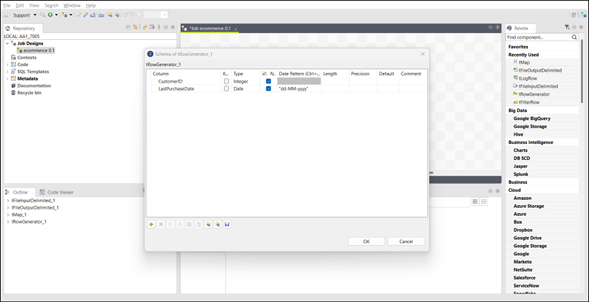 File Edit View Search Window Help
Support
Repository
LOCAL: AA1_7005
Job Designs
ecommerce 0.1
Contexts
Code
SQL Templates
Metadata
Documentation
Recycle bin
*Job ecommerce 0.1
Schema of tRowGenerator_1
tRowGenerator_1
Column Type N.. Date Pattern (Ctrl+... Length Precision Default Comment
CustomerID Integer
LastPurchaseDate Date "dd-MM-yyyy"
OK Cancel
Outline Code Viewer
tFileInputDelimited_1
tFileOutputDelimited_1
tMap_1
tRowGenerator_1
Palette
Find component...
Favorites
Recently Used
tMap
tFileOutputDelimited
tLogRow
tFileInputDelimited
tRowGenerator
tFilterRow
Big Data
Google BigQuery
Google Storage
Hive
Business Intelligence
Charts
DB SCD
Jasper
Splunk
Business
Cloud
Amazon
Azure Storage
Azure
Box
Dropbox
Google Drive
Google Storage
Google
Marketo
NetSuite
Salesforce
ServiceNow